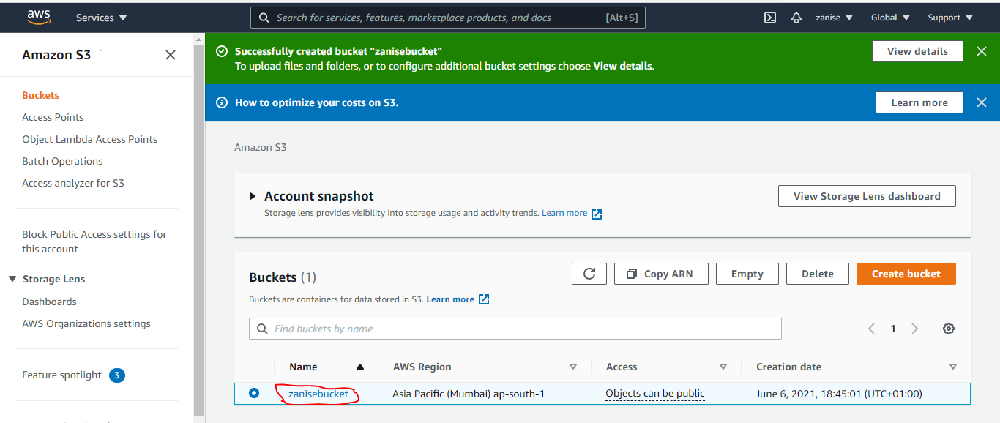 aws
Services
Search for services, features, marketplace products, and docs [Alt+S]
zanise
Global
Support
Amazon S3
Buckets
Access Points
Object Lambda Access Points
Batch Operations
Access analyzer for S3
Block Public Access settings for
this account
Storage Lens
Dashboards
AWS Organizations settings
Feature spotlight 3
Successfully created bucket "zanisebucket"
To upload files and folders, or to configure additional bucket settings choose View details.
View details
How to optimize your costs on S3.
Learn more
Amazon S3
Account snapshot
Storage lens provides visibility into storage usage and activity trends. Learn more
View Storage Lens dashboard
Buckets (1)
Copy ARN
Empty
Delete
Create bucket
Buckets are containers for data stored in S3. Learn more
Find buckets by name
1
Name AWS Region Access Creation date
zanisebucket Asia Pacific (Mumbai) ap-south-1 Objects can be public June 6, 2021, 18:45:01 (UTC+01:00)